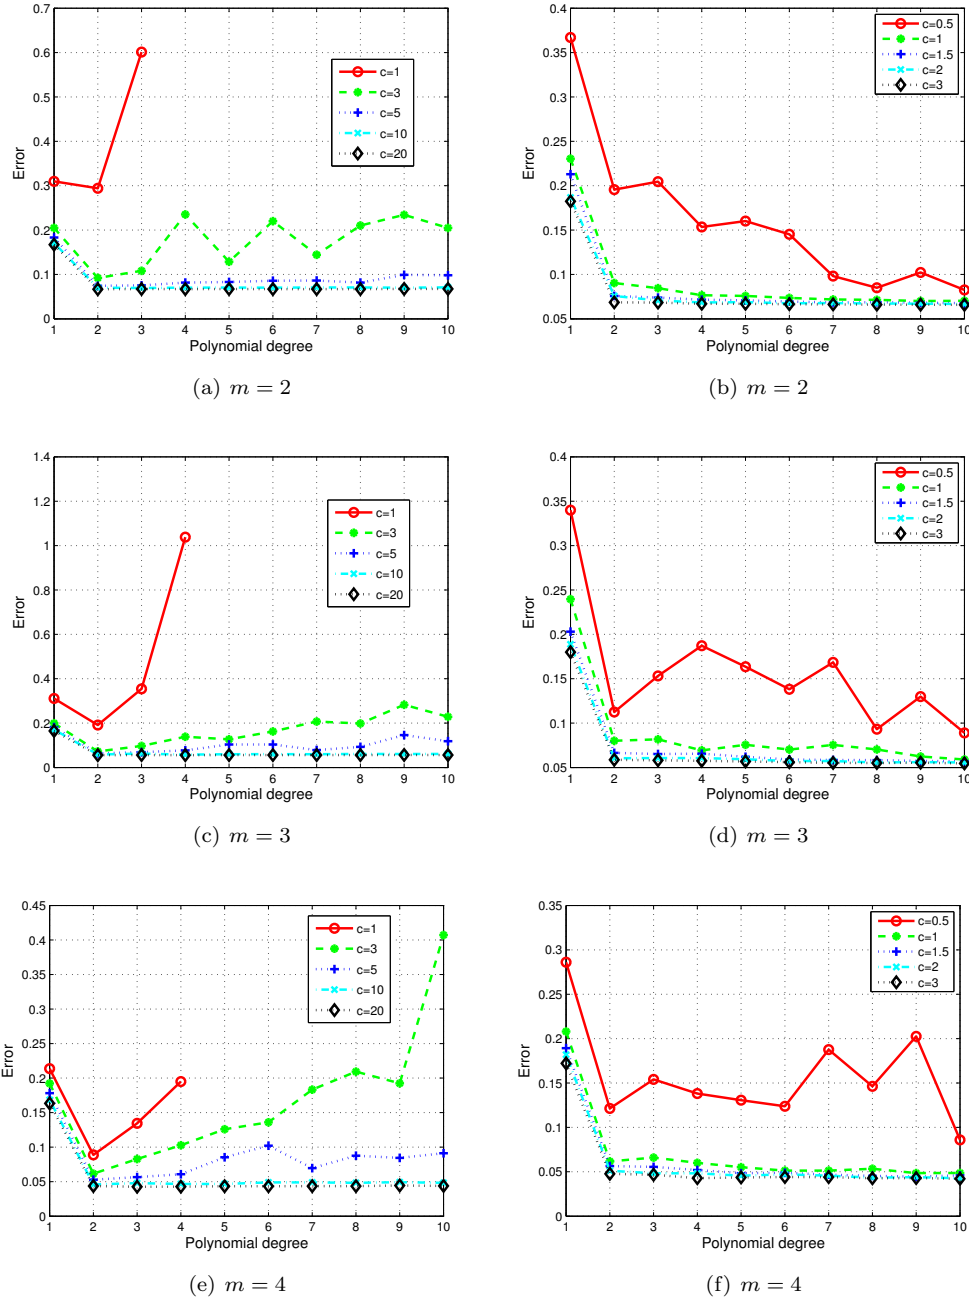 0.7
0.6
0.5
0.4
0.3
0.2
0.1
0
Error
1 2 3 4 5 6 7 8 9 10
Polynomial degree
c=1
c=3
c=5
c=10
c=20
(a) m = 2
0.4
0.35
0.3
0.25
0.2
0.15
0.1
0.05
Error
1 2 3 4 5 6 7 8 9 10
Polynomial degree
c=0.5
c=1
c=1.5
c=2
c=3
(b) m = 2
1.4
1.2
1
0.8
0.6
0.4
0.2
0
Error
1 2 3 4 5 6 7 8 9 10
Polynomial degree
c=1
c=3
c=5
c=10
c=20
(c) m = 3
0.4
0.35
0.3
0.25
0.2
0.15
0.1
0.05
Error
1 2 3 4 5 6 7 8 9 10
Polynomial degree
c=0.5
c=1
c=1.5
c=2
c=3
(d) m = 3
0.45
0.4
0.35
0.3
0.25
0.2
0.15
0.1
0.05
0
Error
1 2 3 4 5 6 7 8 9 10
Polynomial degree
c=1
c=3
c=5
c=10
c=20
(e) m = 4
0.35
0.3
0.25
0.2
0.15
0.1
0.05
0
Error
1 2 3 4 5 6 7 8 9 10
Polynomial degree
c=0.5
c=1
c=1.5
c=2
c=3
(f) m = 4